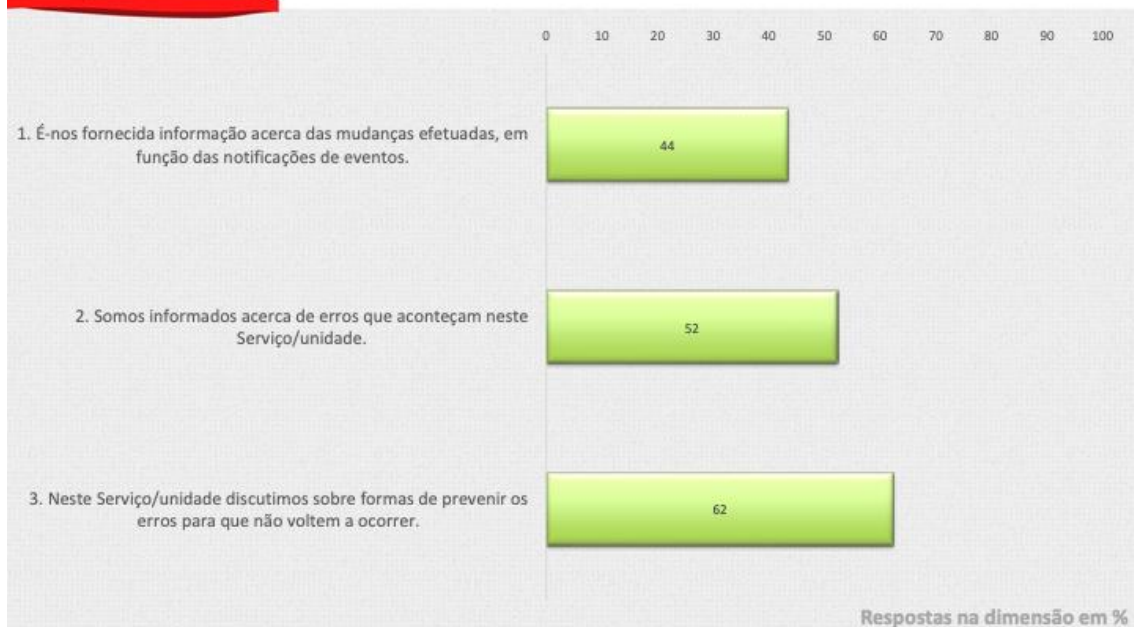 0 10 20 30 40 50 60 70 80 90 100
1. É-nos fornecida informação acerca das mudanças efetuadas, em
função das notificações de eventos.
44
2. Somos informados acerca de erros que aconteçam neste
Serviço/unidade.
52
3. Neste Serviço/unidade discutimos sobre formas de prevenir os
erros para que não voltem a ocorrer.
62
Respostas na dimensão em %